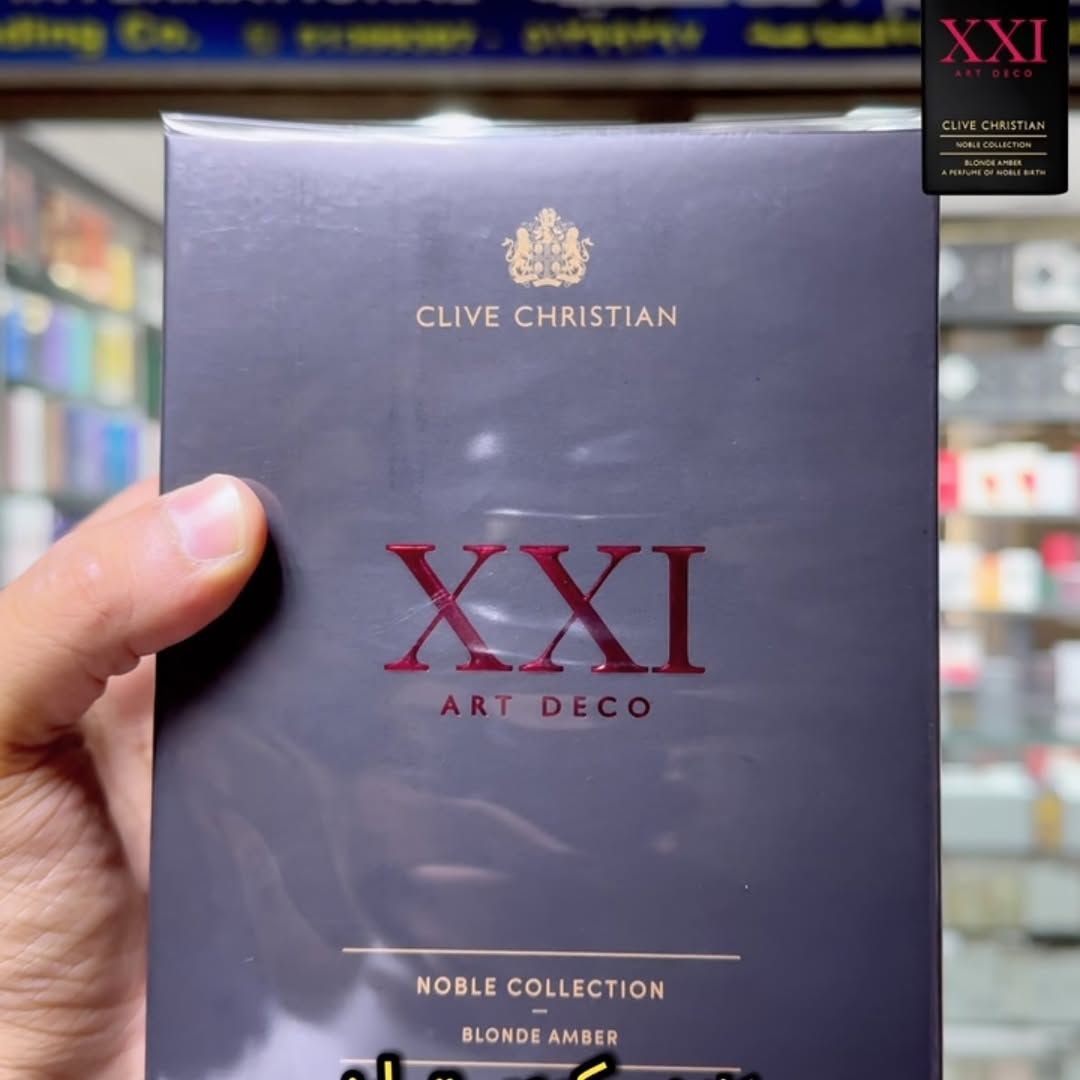 XXI
ART DECO
CLIVE CHRISTIAN
NOBLE COLLECTION
BLONDE AMBER
A PERFUME OF NOBLE BIRTH
CLIVE CHRISTIAN
XXI
ART DECO
NOBLE COLLECTION
BLONDE AMBER